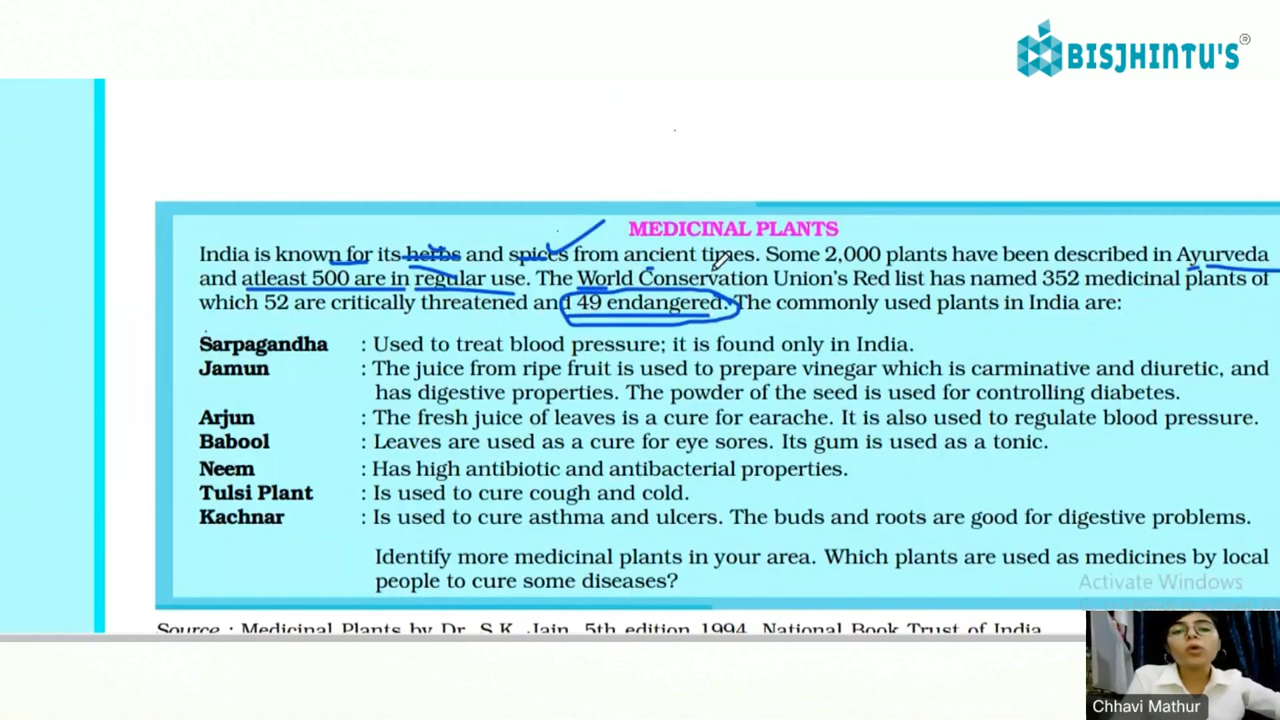 BISJHINTU'S ®
MEDICINAL PLANTS
India is known for its herbs and spices from ancient times. Some 2,000 plants have been described in Ayurveda
and atleast 500 are in regular use. The World Conservation Union's Red list has named 352 medicinal plants of
which 52 are critically threatened and 49 endangered. The commonly used plants in India are:
Sarpagandha : Used to treat blood pressure; it is found only in India.
Jamun : The juice from ripe fruit is used to prepare vinegar which is carminative and diuretic, and
has digestive properties. The powder of the seed is used for controlling diabetes.
Arjun : The fresh juice of leaves is a cure for earache. It is also used to regulate blood pressure.
Babool : Leaves are used as a cure for eye sores. Its gum is used as a tonic.
Neem : Has high antibiotic and antibacterial properties.
Tulsi Plant : Is used to cure cough and cold.
Kachnar : Is used to cure asthma and ulcers. The buds and roots are good for digestive problems.
Identify more medicinal plants in your area. Which plants are used as medicines by local
people to cure some diseases?
Activate Windows
Source : Medicinal Plants by Dr. S.K. Jain, 5th edition 1994, National Book Trust of India
Chhavi Mathur